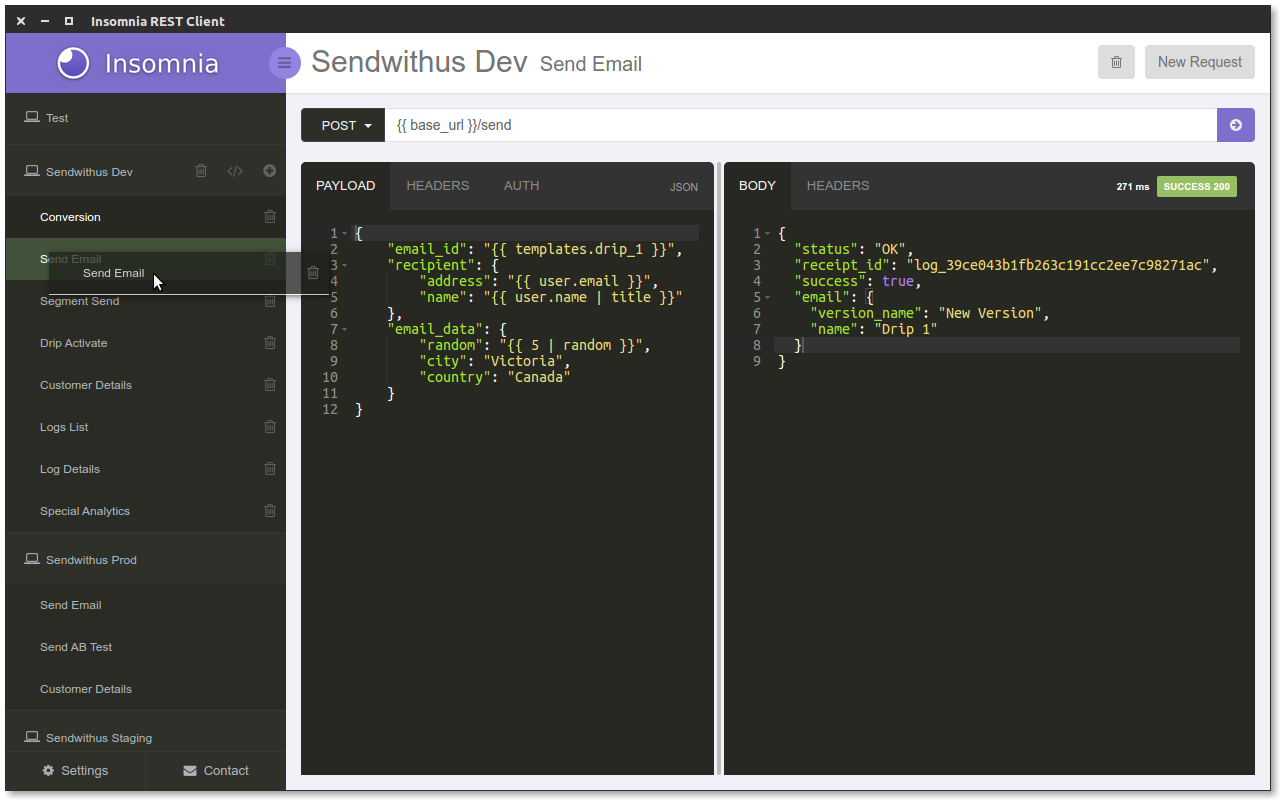 Insomnia REST Client
Insomnia
Sendwithus Dev Send Email
New Request
Test
Sendwithus Dev
Conversion
Send Email
Send Email
Segment Send
Drip Activate
Customer Details
Logs List
Log Details
Special Analytics
Sendwithus Prod
Send Email
Send AB Test
Customer Details
Sendwithus Staging
Settings
Contact
POST
{{ base_url }}/send
PAYLOAD HEADERS AUTH JSON
1 {
2 "email_id": "{{ templates.drip_1 }}",
3 "recipient": {
4 "address": "{{ user.email }}",
5 "name": "{{ user.name | title }}"
6 },
7 "email_data": {
8 "random": "{{ 5 | random }}",
9 "city": "Victoria",
10 "country": "Canada"
11 }
12 }
BODY HEADERS 271 ms SUCCESS 200
1 {
2 "status": "OK",
3 "receipt_id": "log_39ce043b1fb263c191cc2ee7c98271ac",
4 "success": true,
5 "email": {
6 "version_name": "New Version",
7 "name": "Drip 1"
8 }
9 }